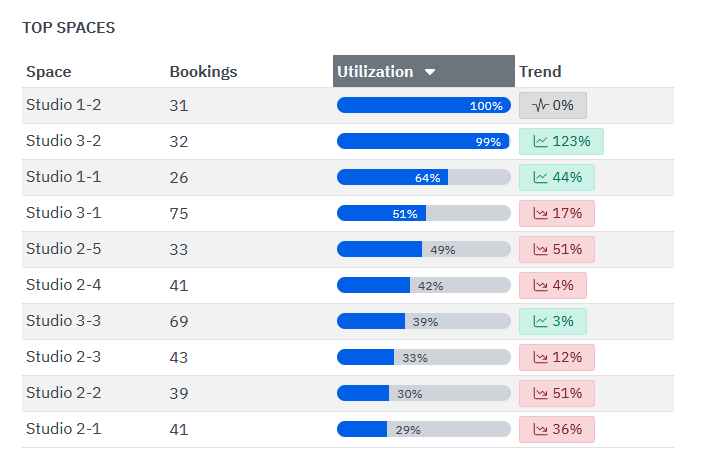 TOP SPACES
Space Bookings Utilization Trend
Studio 1-2 31 100% 0%
Studio 3-2 32 99% 123%
Studio 1-1 26 64% 44%
Studio 3-1 75 51% 17%
Studio 2-5 33 49% 51%
Studio 2-4 41 42% 4%
Studio 3-3 69 39% 3%
Studio 2-3 43 33% 12%
Studio 2-2 39 30% 51%
Studio 2-1 41 29% 36%